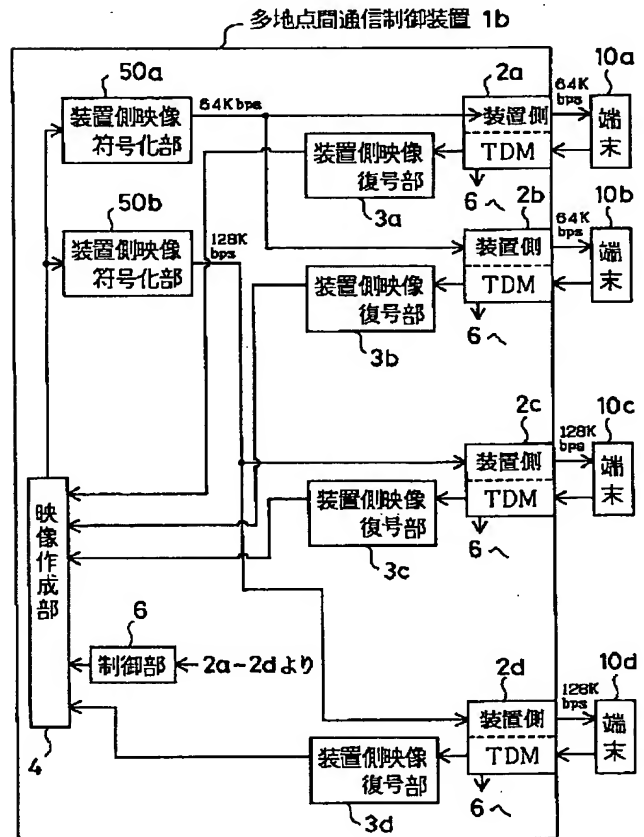 多地点間通信制御装置 1b
50a
装置側映像
符号化部
64Kbps
2a
装置側
TDM
6へ
64K
bps
10a
端末
装置側映像
復号部
3a
50b
装置側映像
符号化部
128K
bps
2b
装置側
TDM
6へ
64K
bps
10b
端末
装置側映像
復号部
3b
2c
装置側
TDM
6へ
128K
bps
10c
端末
装置側映像
復号部
3c
映像作成部
4
6
制御部
2a~2dより
2d
装置側
TDM
6へ
128K
bps
10d
端末
装置側映像
復号部
3d